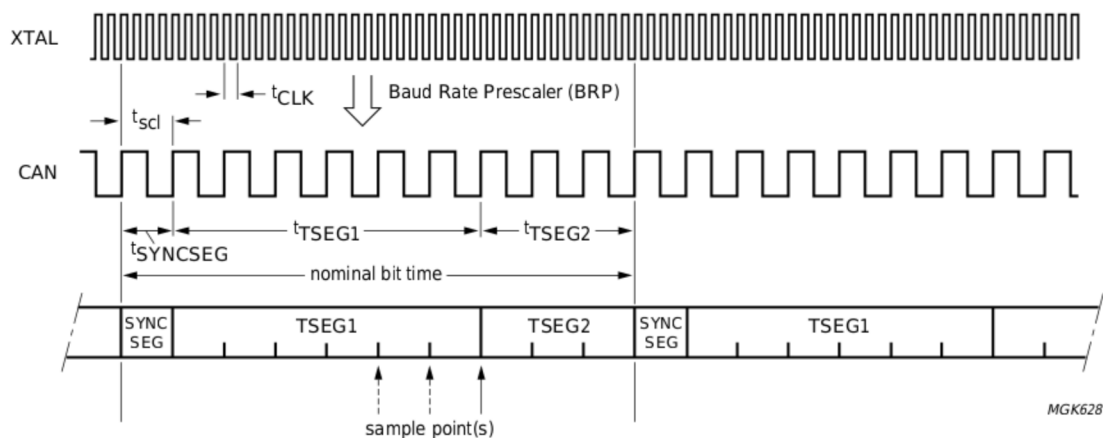 XTAL
tCLK
Baud Rate Prescaler (BRP)
tscl
CAN
tSYNCSEG
tTSEG1
tTSEG2
nominal bit time
SYNC
SEG
TSEG1
TSEG2
SYNC
SEG
TSEG1
sample point(s)
MGK628